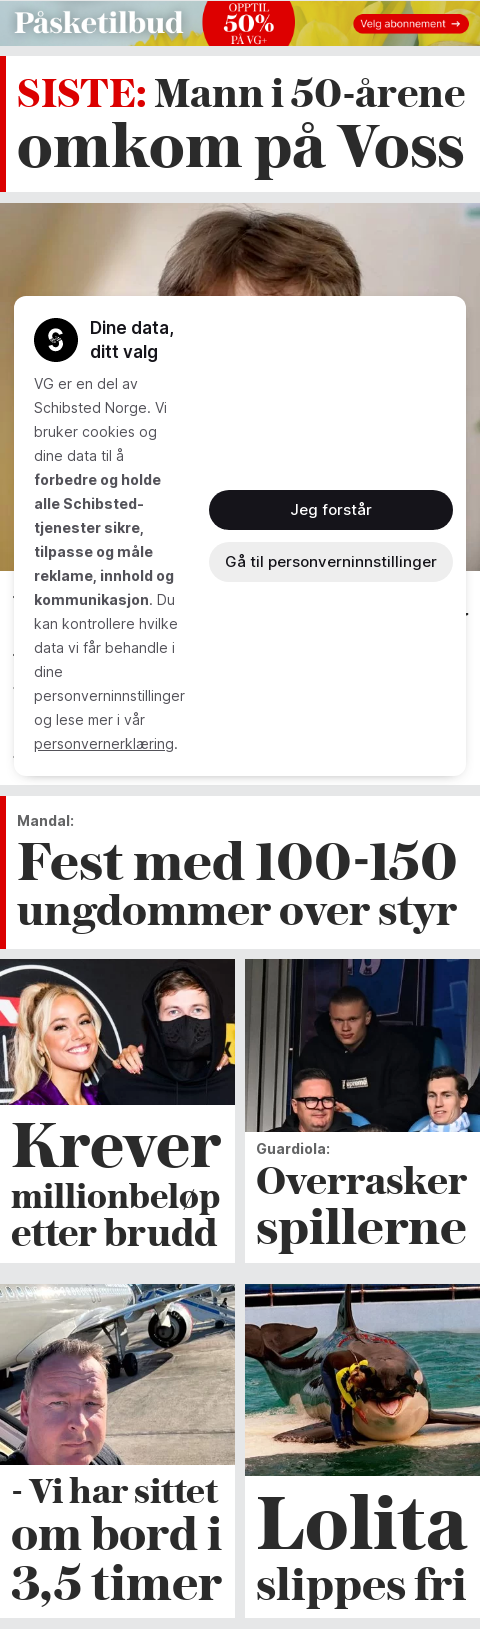 Påsketilbud
OPPTIL
50%
PÅ VG+
Velg abonnement →
SISTE: Mann i 50-årene
omkom på Voss
Dine data,
ditt valg
VG er en del av
Schibsted Norge. Vi
bruker cookies og
dine data til å
forbedre og holde
alle Schibsted-
tjenester sikre,
tilpasse og måle
reklame, innhold og
kommunikasjon. Du
kan kontrollere hvilke
data vi får behandle i
dine
personverninnstillinger
og lese mer i vår
personvernerklæring.
Jeg forstår
Gå til personverninnstillinger
Mandal:
Fest med 100-150
ungdommer over styr
Krever
millionbeløp
etter brudd
Guardiola:
Overrasker
spillerne
- Vi har sittet
om bord i
3,5 timer
Lolita
slippes fri